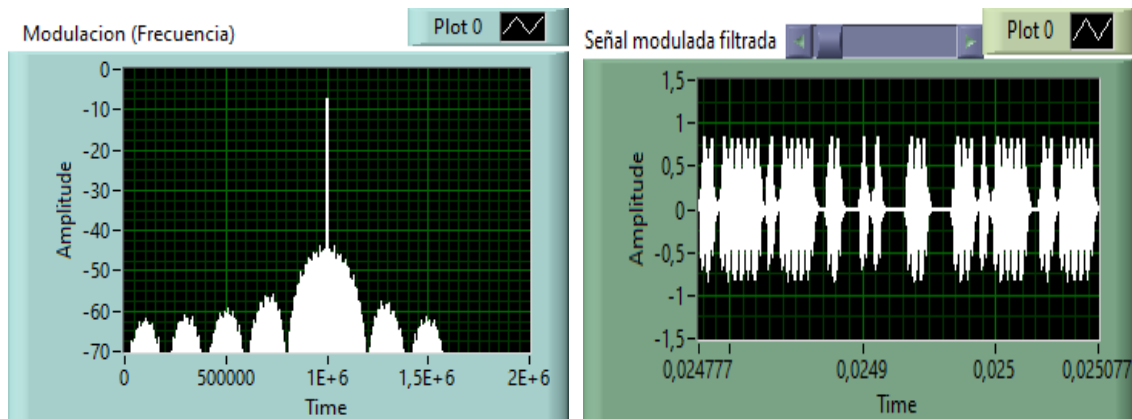 Modulacion (Frecuencia)
Plot 0
0
-10
-20
-30
-40
-50
-60
-70
Amplitude
0
500000
1E+6
1,5E+6
2E+6
Time
Señal modulada filtrada
Plot 0
1,5
1
0,5
0
-0,5
-1
-1,5
Amplitude
0,024777
0,0249
0,025
0,025077
Time